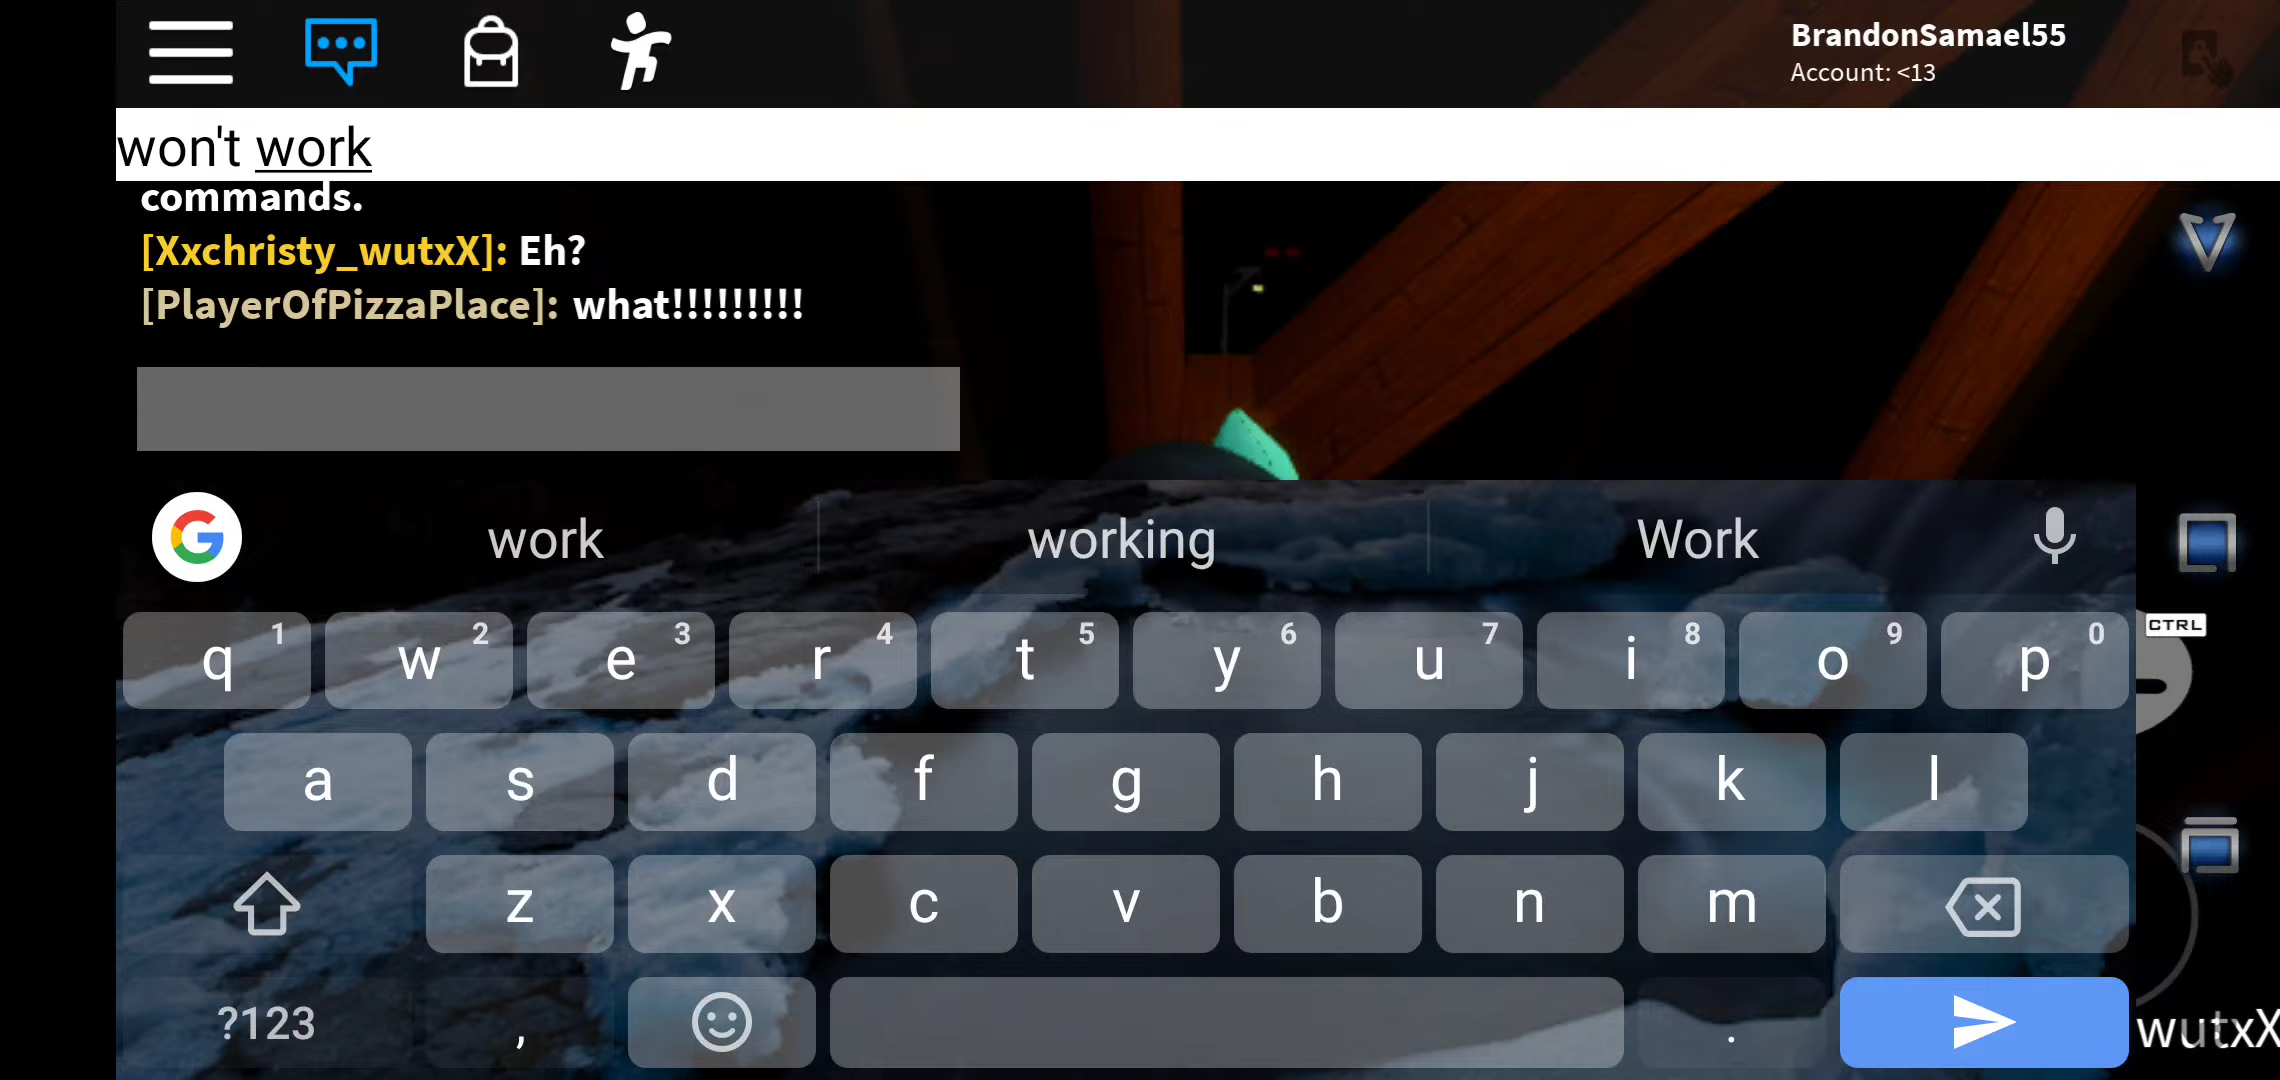 BrandonSamael55
Account: <13
won't work
commands.
[Xxchristy_wutxX]: Eh?
[PlayerOfPizzaPlace]: what!!!!!!!!!
G work working Work
q 1 w 2 e 3 r 4 t 5 y 6 u 7 i 8 o 9 p 0
CTRL
a s d f g h j k l
z x c v b n m
?123 , .
wutxX